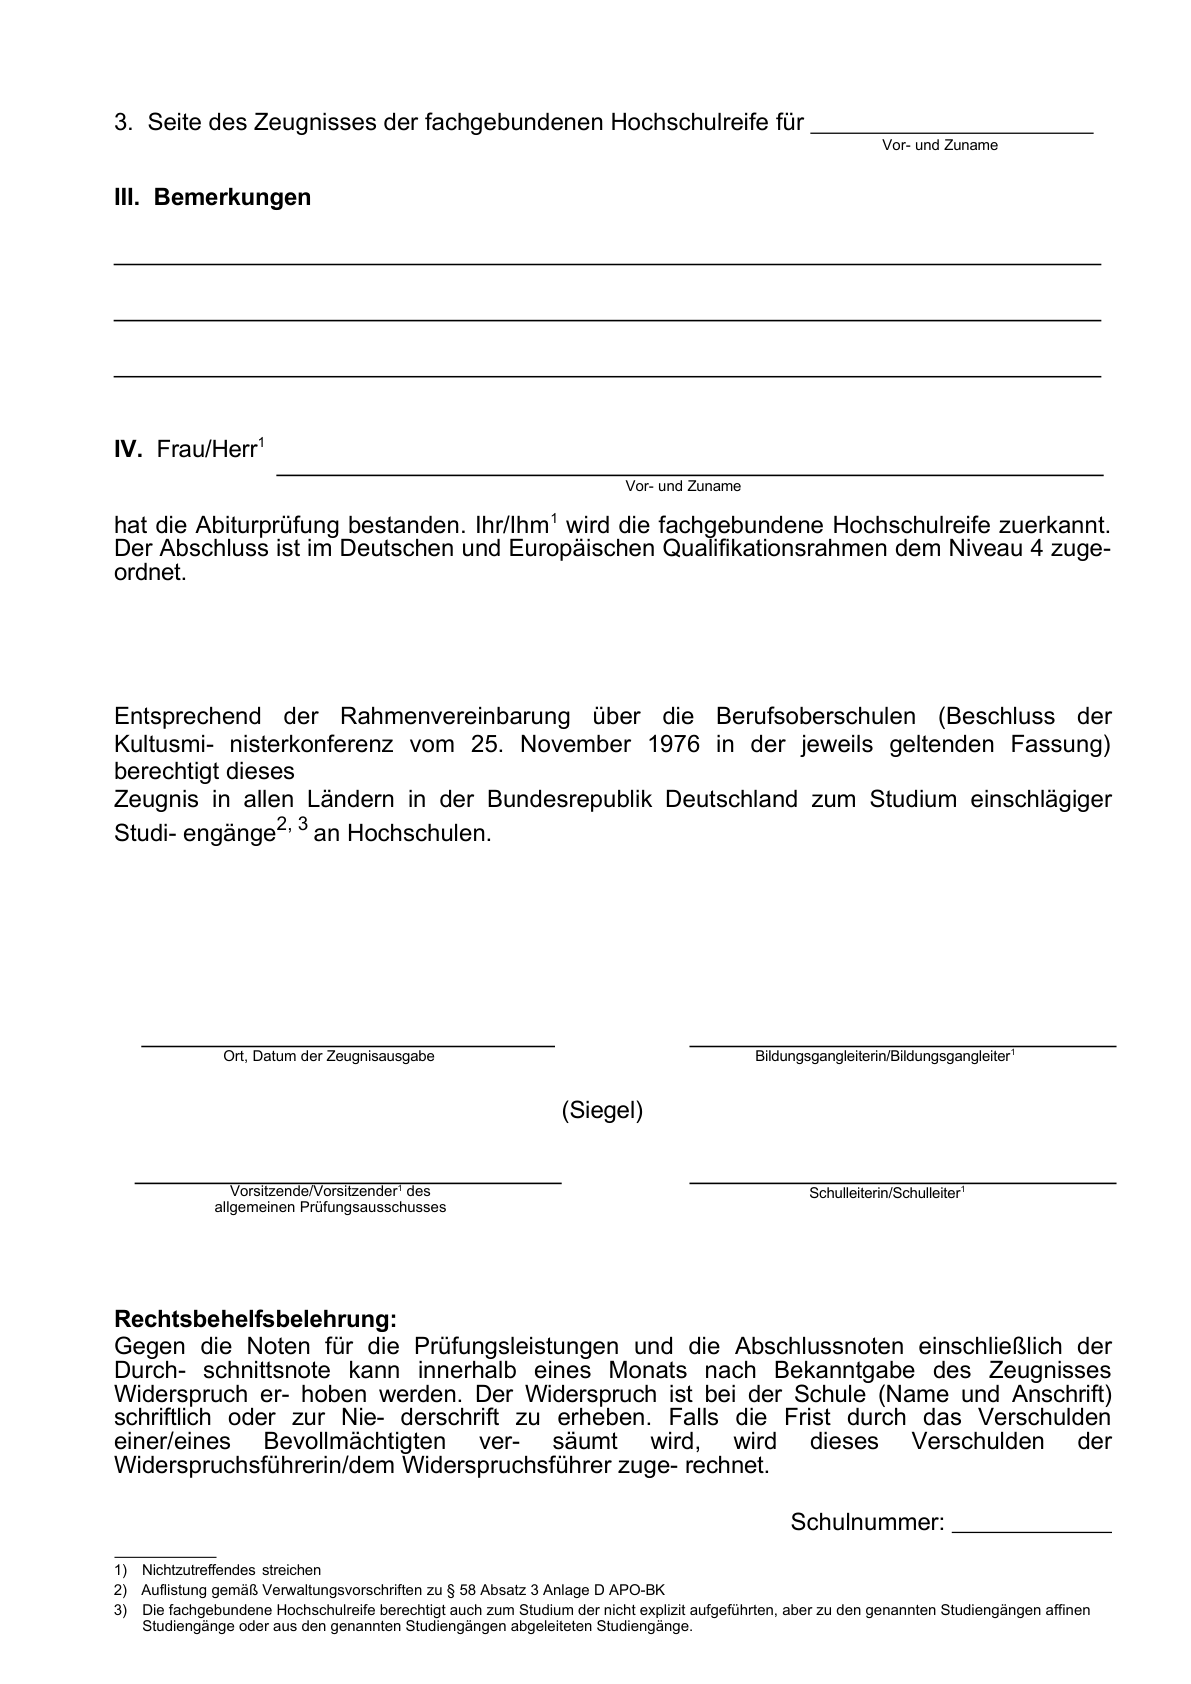 3. Seite des Zeugnisses der fachgebundenen Hochschulreife für ____________________
Vor- und Zuname
III. Bemerkungen
IV. Frau/Herr1
Vor- und Zuname
hat die Abiturprüfung bestanden. Ihr/Ihm1 wird die fachgebundene Hochschulreife zuerkannt.
Der Abschluss ist im Deutschen und Europäischen Qualifikationsrahmen dem Niveau 4 zuge-
ordnet.
Entsprechend der Rahmenvereinbarung über die Berufsoberschulen (Beschluss der
Kultusmi- nisterkonferenz vom 25. November 1976 in der jeweils geltenden Fassung)
berechtigt dieses
Zeugnis in allen Ländern in der Bundesrepublik Deutschland zum Studium einschlägiger
Studi- engänge2, 3 an Hochschulen.
Ort, Datum der Zeugnisausgabe
Bildungsgangleiterin/Bildungsgangleiter1
(Siegel)
Vorsitzende/Vorsitzender1 des
allgemeinen Prüfungsausschusses
Schulleiterin/Schulleiter1
Rechtsbehelfsbelehrung:
Gegen die Noten für die Prüfungsleistungen und die Abschlussnoten einschließlich der
Durch- schnittsnote kann innerhalb eines Monats nach Bekanntgabe des Zeugnisses
Widerspruch er- hoben werden. Der Widerspruch ist bei der Schule (Name und Anschrift)
schriftlich oder zur Nie- derschrift zu erheben. Falls die Frist durch das Verschulden
einer/eines Bevollmächtigten ver- säumt wird, wird dieses Verschulden der
Widerspruchsführerin/dem Widerspruchsführer zuge- rechnet.
Schulnummer: ____________
1) Nichtzutreffendes streichen
2) Auflistung gemäß Verwaltungsvorschriften zu § 58 Absatz 3 Anlage D APO-BK
3) Die fachgebundene Hochschulreife berechtigt auch zum Studium der nicht explizit aufgeführten, aber zu den genannten Studiengängen affinen
Studiengänge oder aus den genannten Studiengängen abgeleiteten Studiengänge.